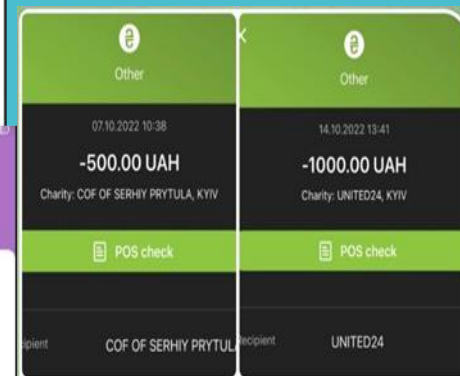 Other
07.10.2022 10:38
-500.00 UAH
Charity: COF OF SERHIY PRYTULA, KYIV
POS check
ipient COF OF SERHIY PRYTUL
Other
14.10.2022 13:41
-1000.00 UAH
Charity: UNITED24, KYIV
POS check
Recipient UNITED24